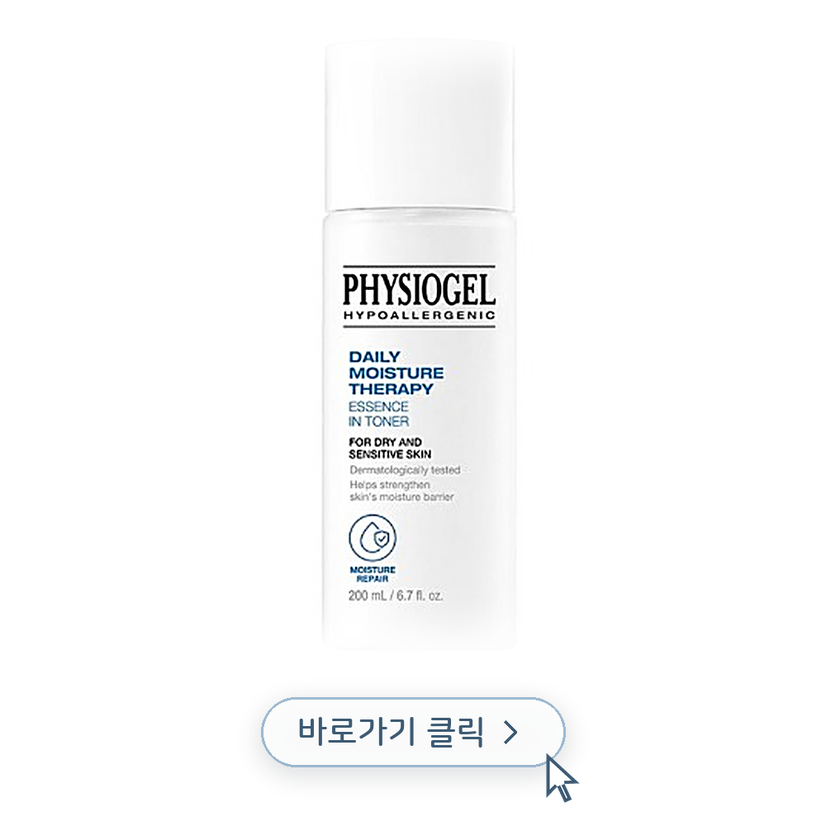 PHYSIOGEL
HYPOALLERGENIC
DAILY
MOISTURE
THERAPY
ESSENCE
IN TONER
FOR DRY AND
SENSITIVE SKIN
Dermatologically tested
Helps strengthen
skin's moisture barrier
MOISTURE
REPAIR
200 mL / 6.7 fl. oz.
바로가기 클릭 >